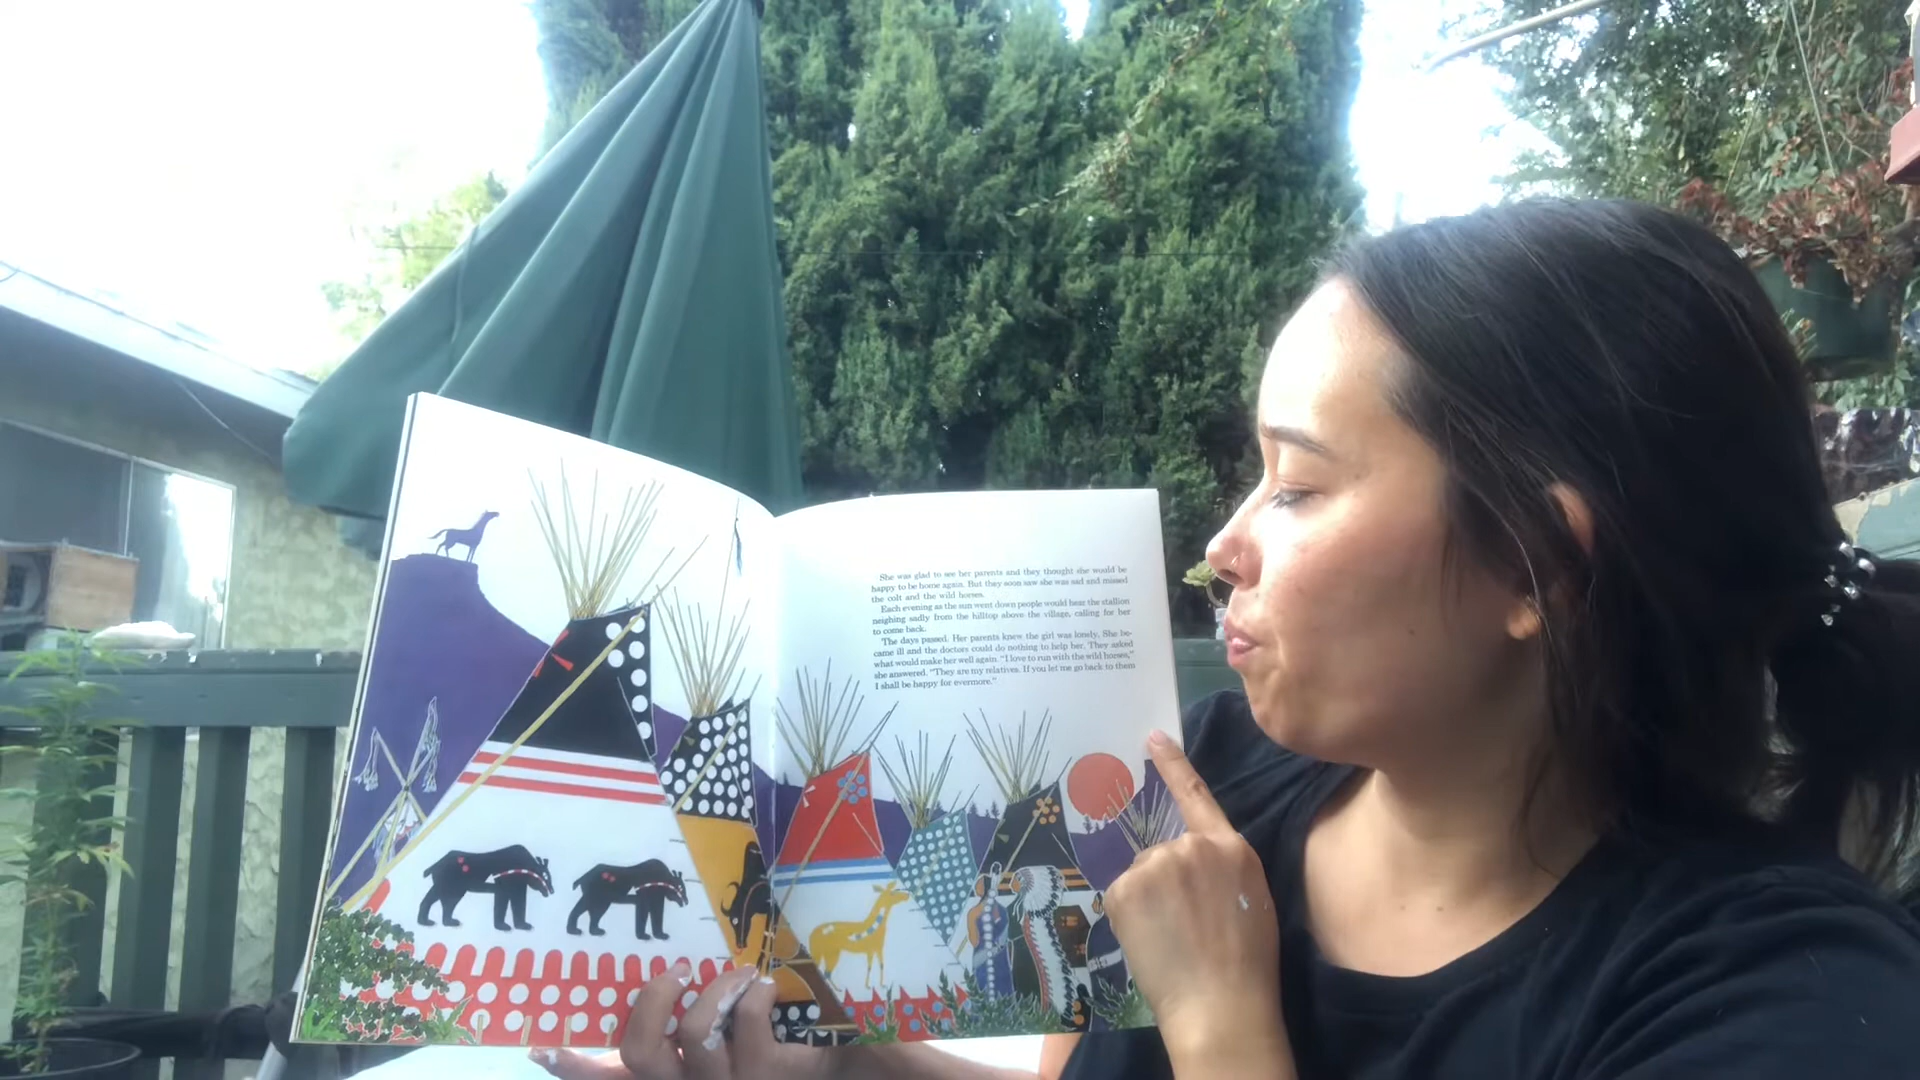 She was glad to see her parents and they thought she would be
happy to be home again. But they soon saw she was sad and missed
the colt and the wild horses.
Each evening as the sun went down people would hear the stallion
neighing sadly from the hilltop above the village, calling for her
to come back.
The days passed. Her parents knew the girl was lonely. She be-
came ill and the doctors could do nothing to help her. They asked
what would make her well again. "I love to run with the wild horses,"
she answered. "They are my relatives. If you let me go back to them
I shall be happy for evermore."